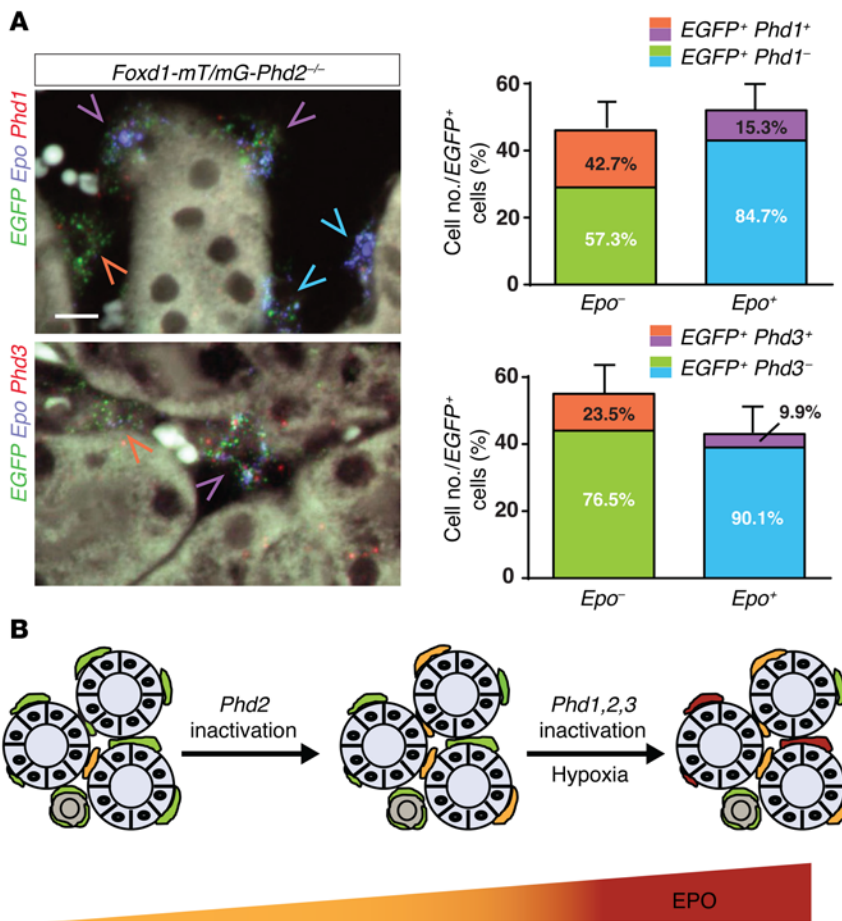 A
Foxd1-mT/mG-Phd2⁻/⁻
EGFP Epo Phd1
EGFP⁺ Phd1⁺
EGFP⁺ Phd1⁻
Cell no./EGFP⁺
cells (%)
60
40
20
0
42.7%
57.3%
15.3%
84.7%
Epo⁻
Epo⁺
EGFP Epo Phd3
EGFP⁺ Phd3⁺
EGFP⁺ Phd3⁻
Cell no./EGFP⁺
cells (%)
60
40
20
0
23.5%
76.5%
9.9%
90.1%
Epo⁻
Epo⁺
B
Phd2
inactivation
Phd1,2,3
inactivation
Hypoxia
EPO